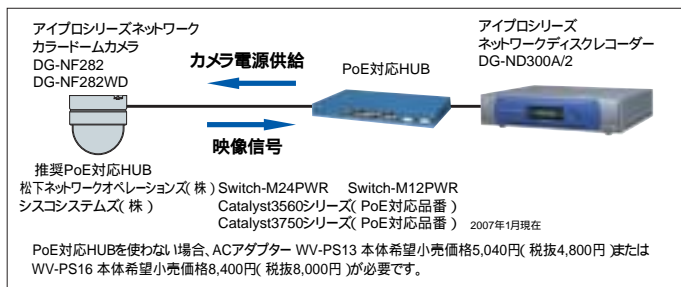 アイプロシリーズネットワーク
カラードームカメラ
DG-NF282
DG-NF282WD
カメラ電源供給
映像信号
PoE対応HUB
アイプロシリーズ
ネットワークディスクレコーダー
DG-ND300A/2
推奨PoE対応HUB
松下ネットワークオペレーションズ(株) Switch-M24PWR Switch-M12PWR
シスコシステムズ(株) Catalyst3560シリーズ(PoE対応品番)
Catalyst3750シリーズ(PoE対応品番) 2007年1月現在
PoE対応HUBを使わない場合、ACアダプター WV-PS13 本体希望小売価格5,040円(税抜4,800円)または
WV-PS16 本体希望小売価格8,400円(税抜8,000円)が必要です。